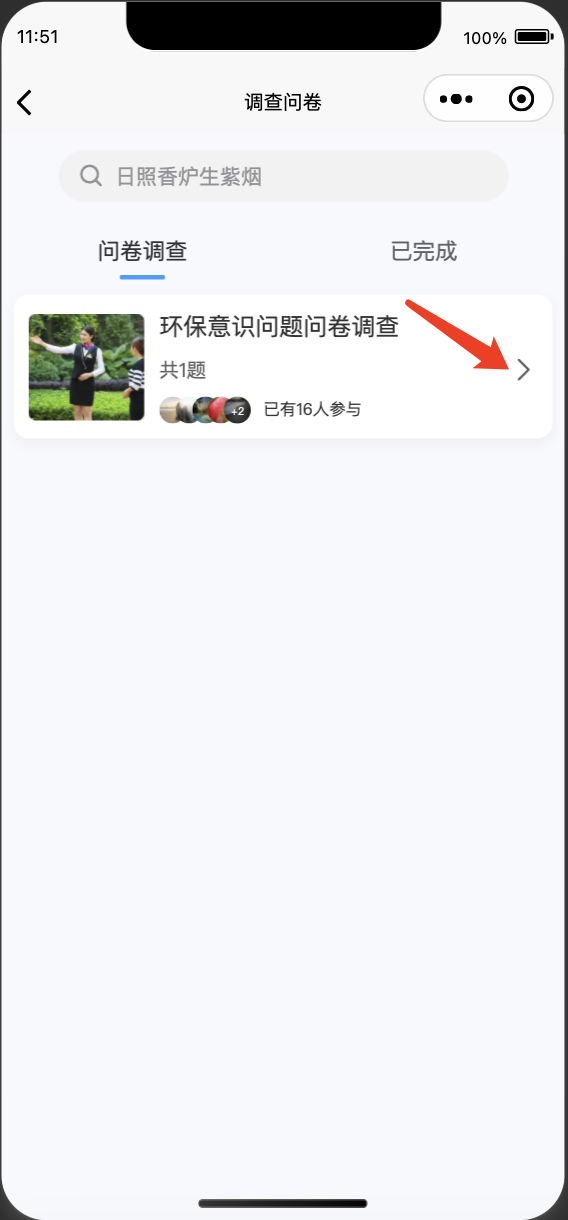 11:51
100%
调查问卷
日照香炉生紫烟
问卷调查
已完成
环保意识问题问卷调查
共1题
+2
已有16人参与